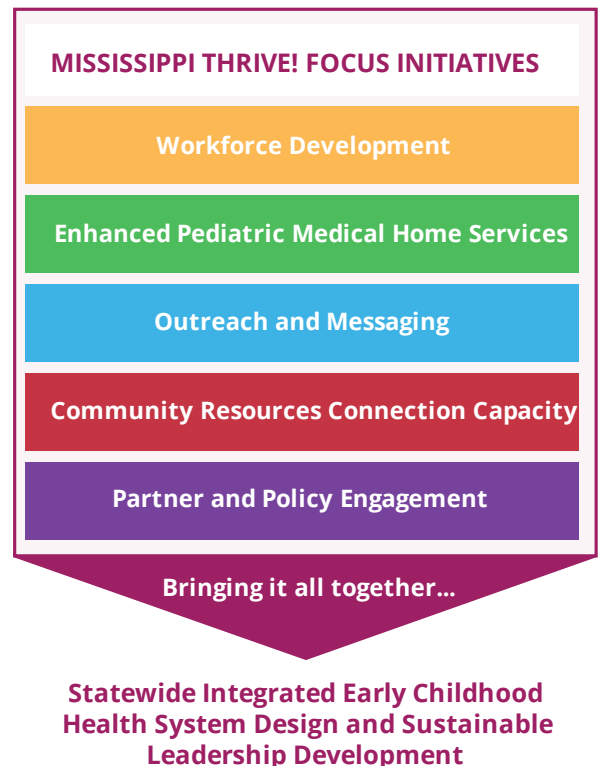 MISSISSIPPI THRIVE! FOCUS INITIATIVES
Workforce Development
Enhanced Pediatric Medical Home Services
Outreach and Messaging
Community Resources Connection Capacity
Partner and Policy Engagement
Bringing it all together...
Statewide Integrated Early Childhood
Health System Design and Sustainable
Leadership Development